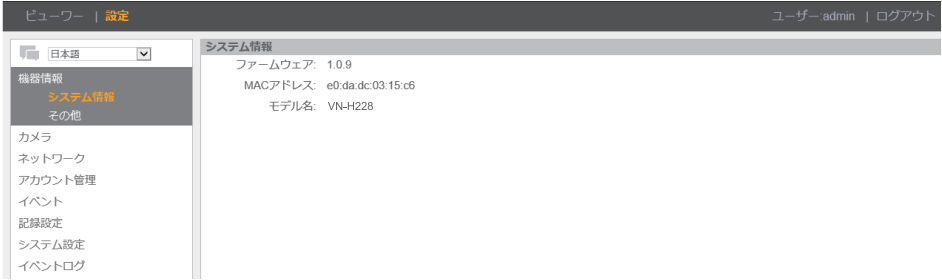 ビューワー | 設定
ユーザー:admin | ログアウト
日本語
機器情報
システム情報
その他
カメラ
ネットワーク
アカウント管理
イベント
記録設定
システム設定
イベントログ
システム情報
ファームウェア: 1.0.9
MACアドレス: e0:da:dc:03:15:c6
モデル名: VN-H228